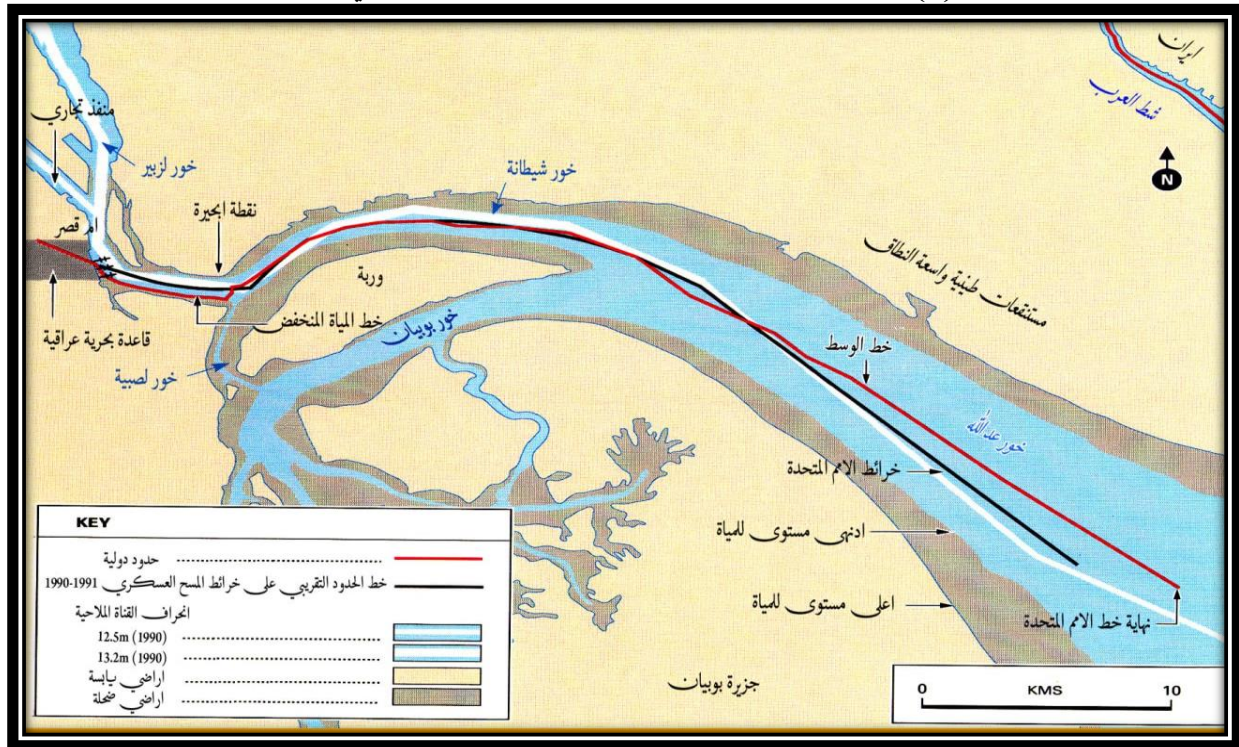 ايران
شط العرب
N
منفذ تجاري
خور لزبير
ام قصر
نقطة ابحيرة
خور شيطانة
وربة
مستنقعات طينية واسعة النطاق
قاعدة بحرية عراقية
خط المياة المنخفض
خور بوبيان
خور لصبية
خط الوسط
خور عبدالله
خرائط الامم المتحدة
ادنهى مستوى للمياة
اعلى مستوى للمياة
نهاية خط الامم المتحدة
جزيرة بوبيان
KEY
حدود دولية
خط الحدود التقريبي على خرائط المسح العسكري 1990-1991
انحراف القناة الملاحية
12.5m (1990)
13.2m (1990)
اراضي يابسة
اراضي ضحلة
0 KMS 10